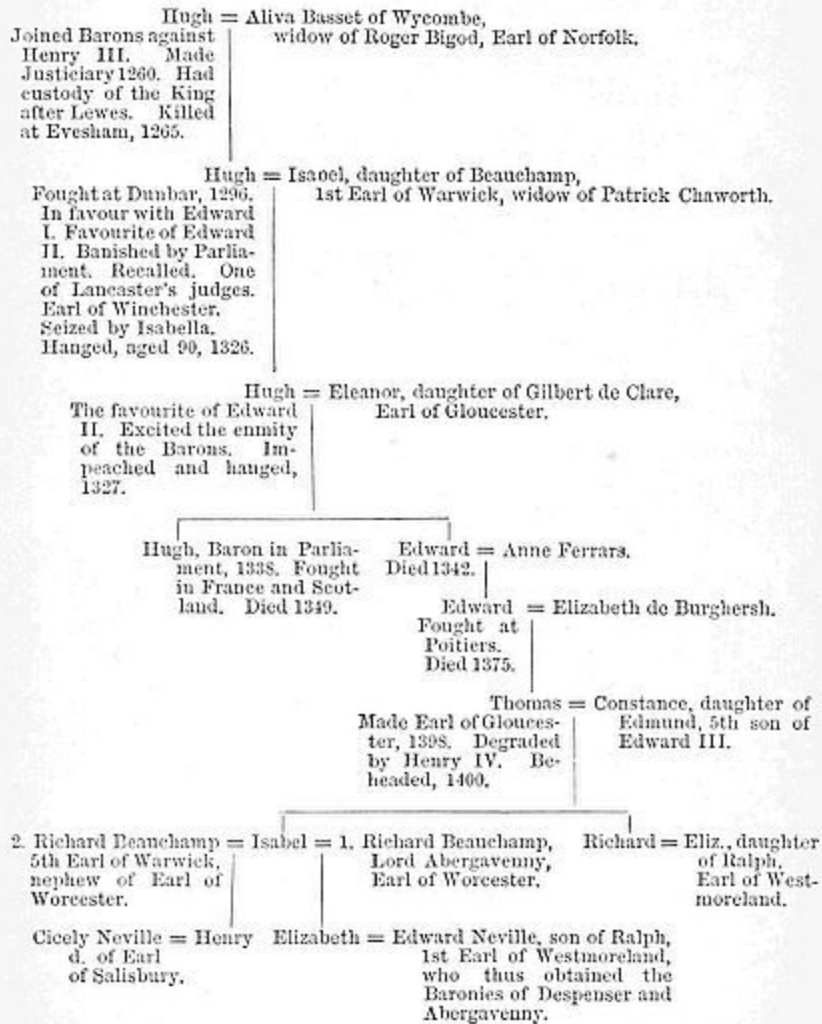 Hugh = Aliva Basset of Wycombe,
widow of Roger Bigod, Earl of Norfolk.
Joined Barons against
Henry III. Made
Justiciary 1260. Had
custody of the King
after Lewes. Killed
at Evesham, 1265.
Hugh = Isaoel, daughter of Beauchamp,
1st Earl of Warwick, widow of Patrick Chaworth.
Fought at Dunbar, 1296.
In favour with Edward
I. Favourite of Edward
II. Banished by Parlia-
ment. Recalled. One
of Lancaster's judges.
Earl of Winchester.
Seized by Isabella.
Hanged, aged 90, 1326.
Hugh = Eleanor, daughter of Gilbert de Clare,
Earl of Gloucester.
The favourite of Edward
II. Excited the enmity
of the Barons. Im-
peached and hanged,
1327.
Hugh, Baron in Parlia-
ment, 1338. Fought
in France and Scot-
land. Died 1349.
Edward = Anne Ferrars.
Died 1342.
Edward = Elizabeth de Burghersh.
Fought at
Poitiers.
Died 1375.
Thomas = Constance, daughter of
Edmund, 5th son of
Edward III.
Made Earl of Glouces-
ter, 1398. Degraded
by Henry IV. Be-
headed, 1400.
2. Richard Beauchamp = Isabel = 1. Richard Beauchamp,
5th Earl of Warwick,
nephew of Earl of
Worcester.
Lord Abergavenny,
Earl of Worcester.
Richard = Eliz., daughter
of Ralph,
Earl of West-
moreland.
Cicely Neville = Henry
d. of Earl
of Salisbury.
Elizabeth = Edward Neville, son of Ralph,
1st Earl of Westmoreland,
who thus obtained the
Baronies of Despenser and
Abergavenny.